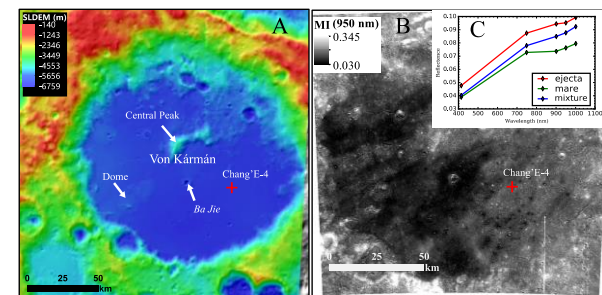 SLDEM (m)
-140
-1243
-2346
-3449
-4553
-5656
-6759
A
Central Peak
Von Kármán
Chang'E-4
Dome
Ba Jie
0 25 50
km
MI (950 nm)
0.345
0.030
B
Chang'E-4
0 25 50
km
C
0.10
0.09
0.08
0.07
0.06
0.05
0.04
0.03
Reflectance
400 500 600 700 800 900 1000 1100
Wavelength (nm)
ejecta
mare
mixture